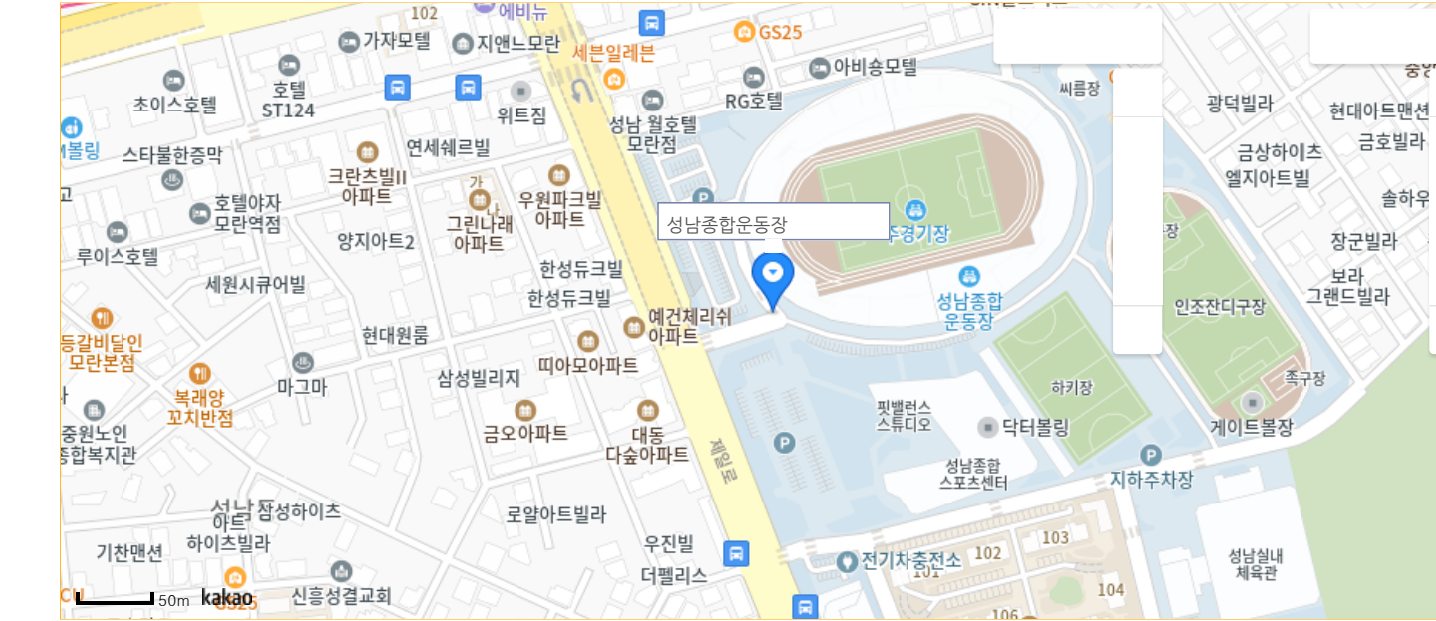 102
에비뉴
가자모텔
지앤느모란
세븐일레븐
GS25
아비숑모텔
RG호텔
씨름장
초이스호텔
호텔
ST124
위트짐
성남 월호텔
모란점
광덕빌라
현대아트맨션
금호빌라
볼링
스타불한증막
연세쉐르빌
크란츠빌II
아파트
금상하이츠
엘지아트빌
호텔야자
모란역점
가
나
그린나래
아파트
우원파크빌
아파트
P
성남종합운동장
주경기장
솔하우
장군빌라
루이스호텔
양지아트2
세원시큐어빌
한성듀크빌
한성듀크빌
보라
그랜드빌라
성남종합
운동장
인조잔디구장
등갈비달인
모란본점
현대원룸
예건체리쉬
아파트
띠아모아파트
마그마
삼성빌리지
복래양
꼬치반점
하키장
족구장
핏밸런스
스튜디오
닥터볼링
게이트볼장
중원노인
종합복지관
금오아파트
대동
다숲아파트
P
제일로
성남종합
스포츠센터
P
지하주차장
삼성하이츠
아트
하이츠빌라
로얄아트빌라
기찬맨션
우진빌
더펠리스
전기차충전소
101
102
103
104
106
성남실내
체육관
신흥성결교회
CU
GS25
50m
kakao